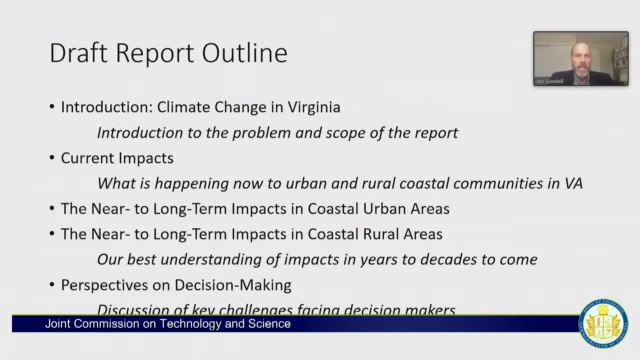 Draft Report Outline
Jon Goodall
• Introduction: Climate Change in Virginia
Introduction to the problem and scope of the report
• Current Impacts
What is happening now to urban and rural coastal communities in VA
• The Near- to Long-Term Impacts in Coastal Urban Areas
• The Near- to Long-Term Impacts in Coastal Rural Areas
Our best understanding of impacts in years to decades to come
• Perspectives on Decision-Making
Discussion of key challenges facing decision makers
Joint Commission on Technology and Science